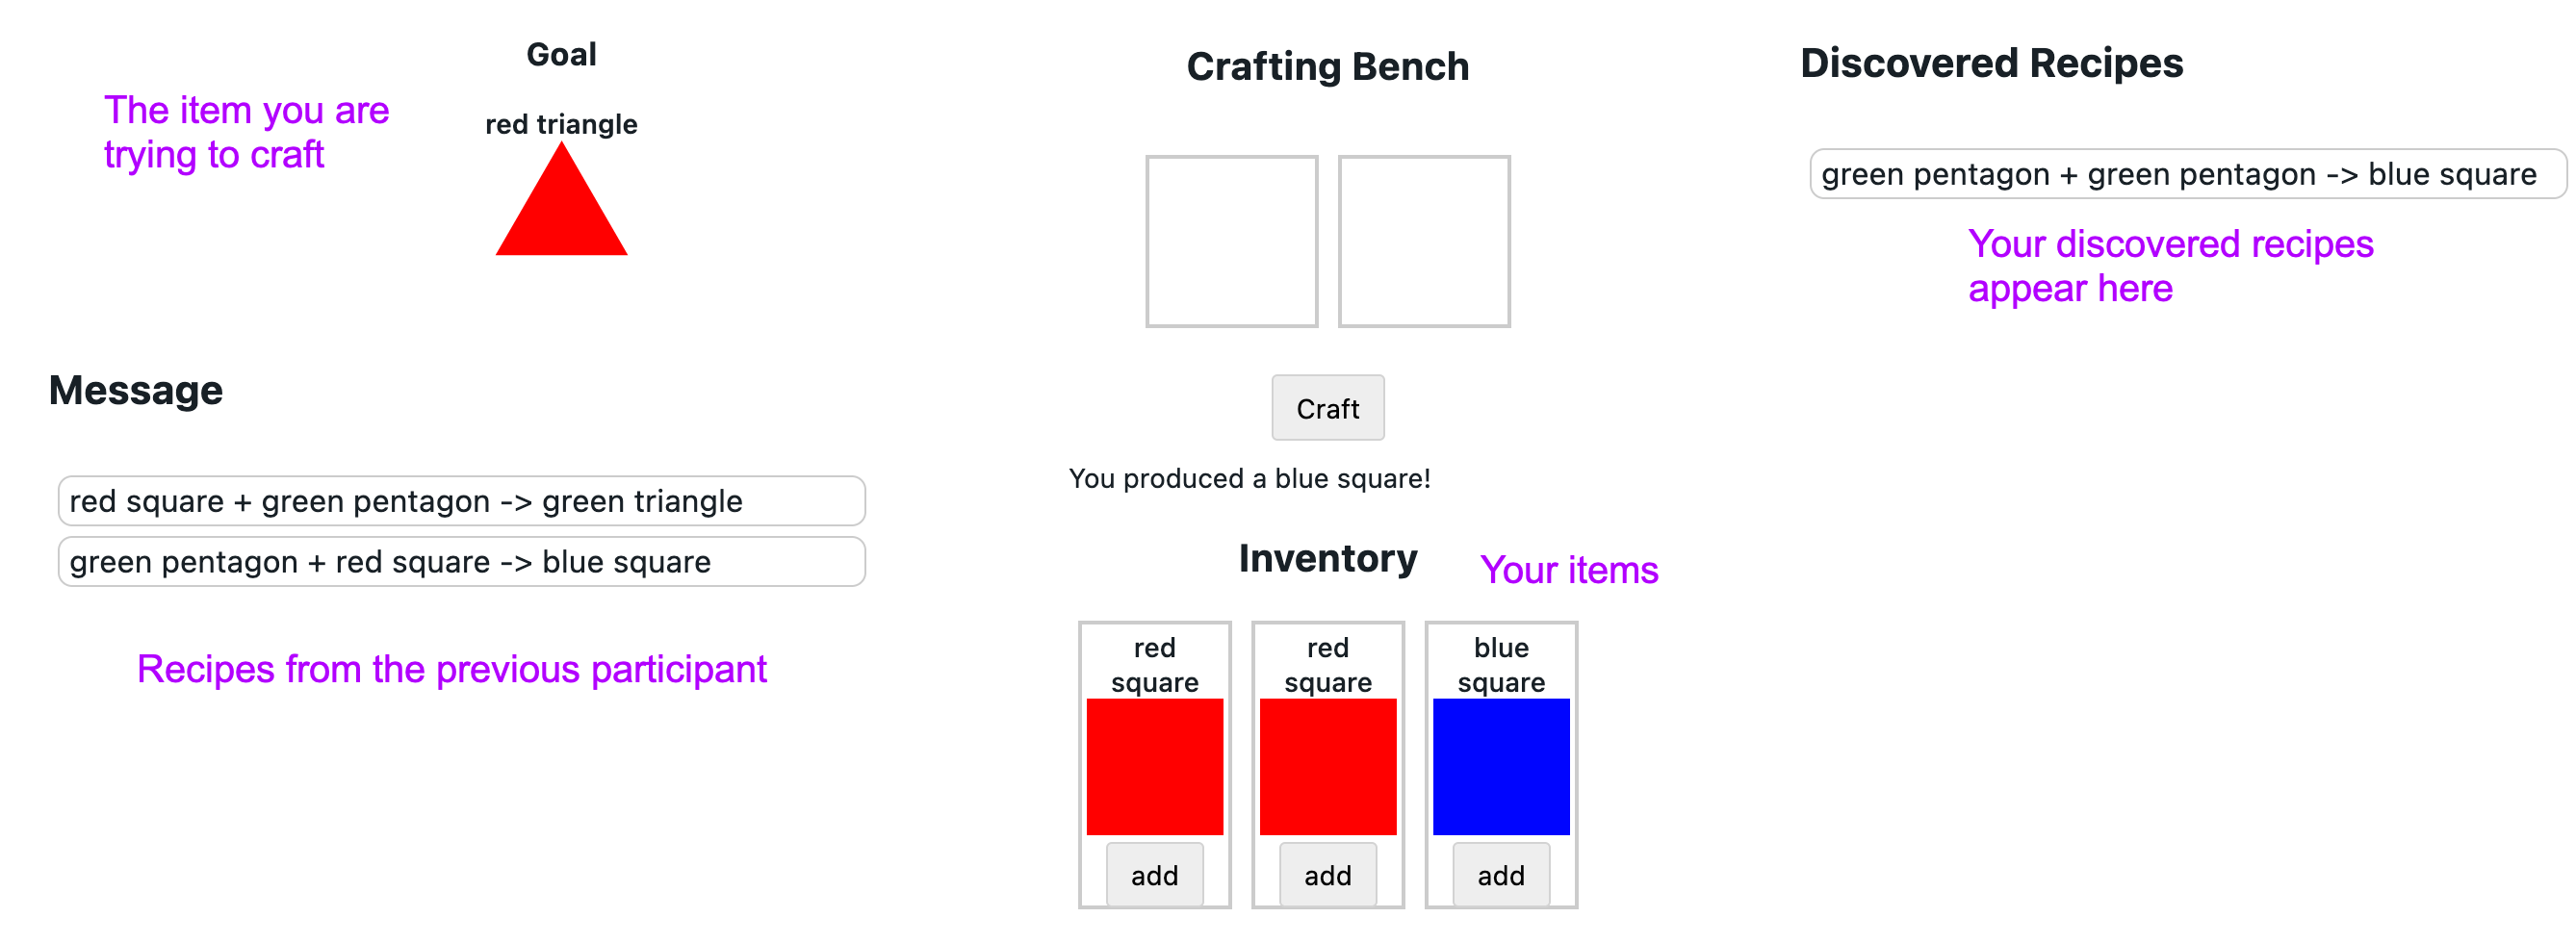 Goal
The item you are
trying to craft
red triangle
Message
red square + green pentagon -> green triangle
green pentagon + red square -> blue square
Recipes from the previous participant
Crafting Bench
Craft
You produced a blue square!
Inventory
Your items
red
square
add
red
square
add
blue
square
add
Discovered Recipes
green pentagon + green pentagon -> blue square
Your discovered recipes
appear here